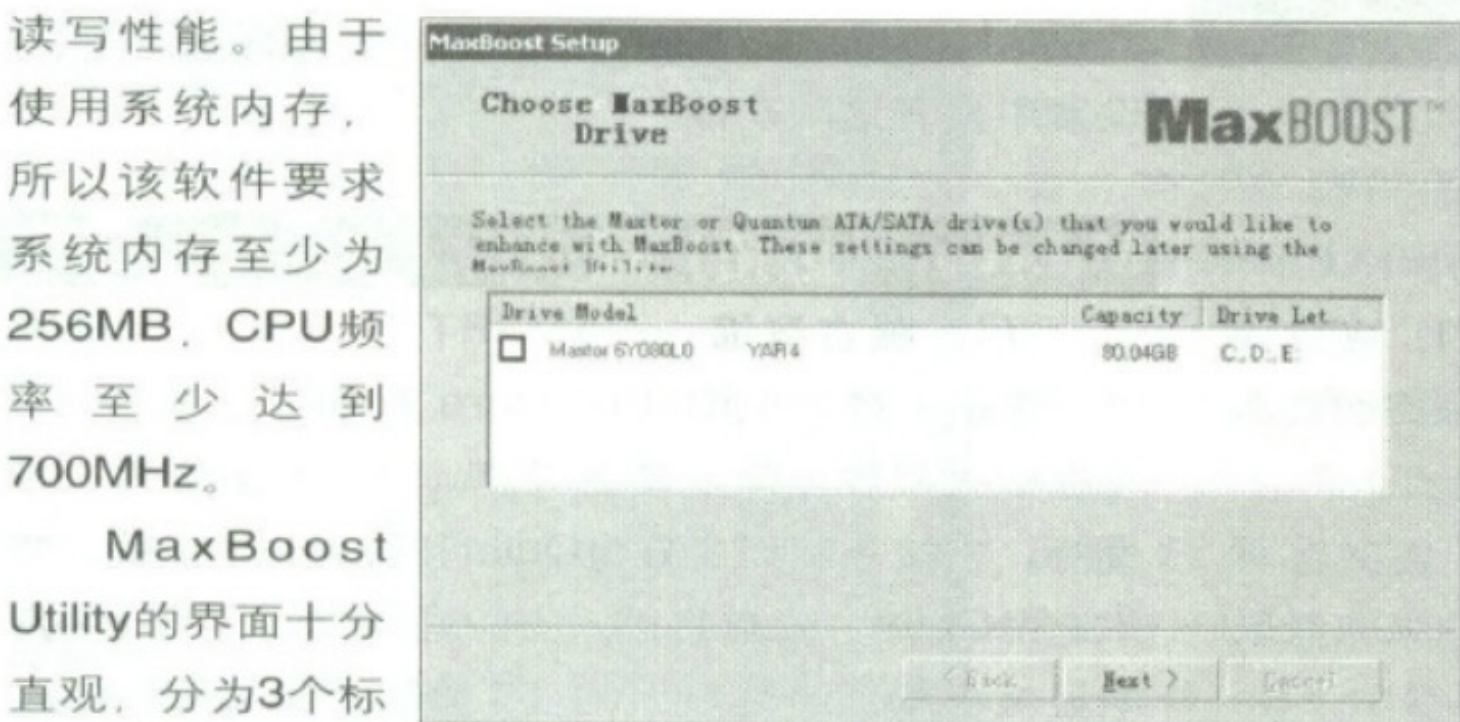 读写性能。由于
使用系统内存，
所以该软件要求
系统内存至少为
256MB，CPU频
率至少达到
700MHz。
MaxBoost
Utility的界面十分
直观，分为3个标
MaxBoost Setup
Choose MaxBoost
Drive
MaxBOOST™
Select the Maxtor or Quantum ATA/SATA drive(s) that you would like to
enhance with MaxBoost. These settings can be changed later using the
MaxBoost Utility
Drive Model Capacity Drive Let...
Maxtor 6Y080L0 YAR4 80.04GB C:,D:,E:
< Back Next > Cancel